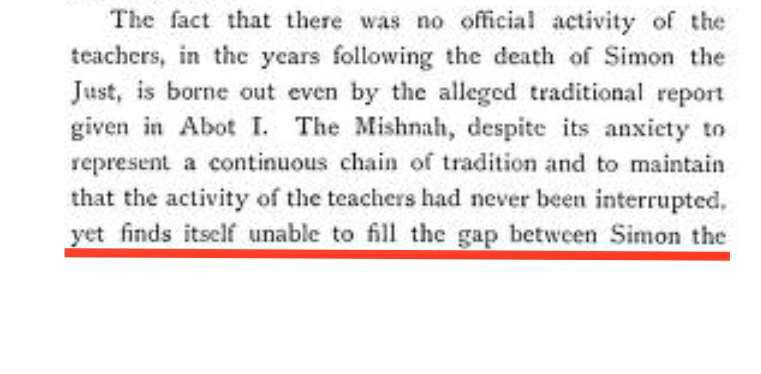 The fact that there was no official activity of the
teachers, in the years following the death of Simon the
Just, is borne out even by the alleged traditional report
given in Abot I. The Mishnah, despite its anxiety to
represent a continuous chain of tradition and to maintain
that the activity of the teachers had never been interrupted,
yet finds itself unable to fill the gap between Simon the